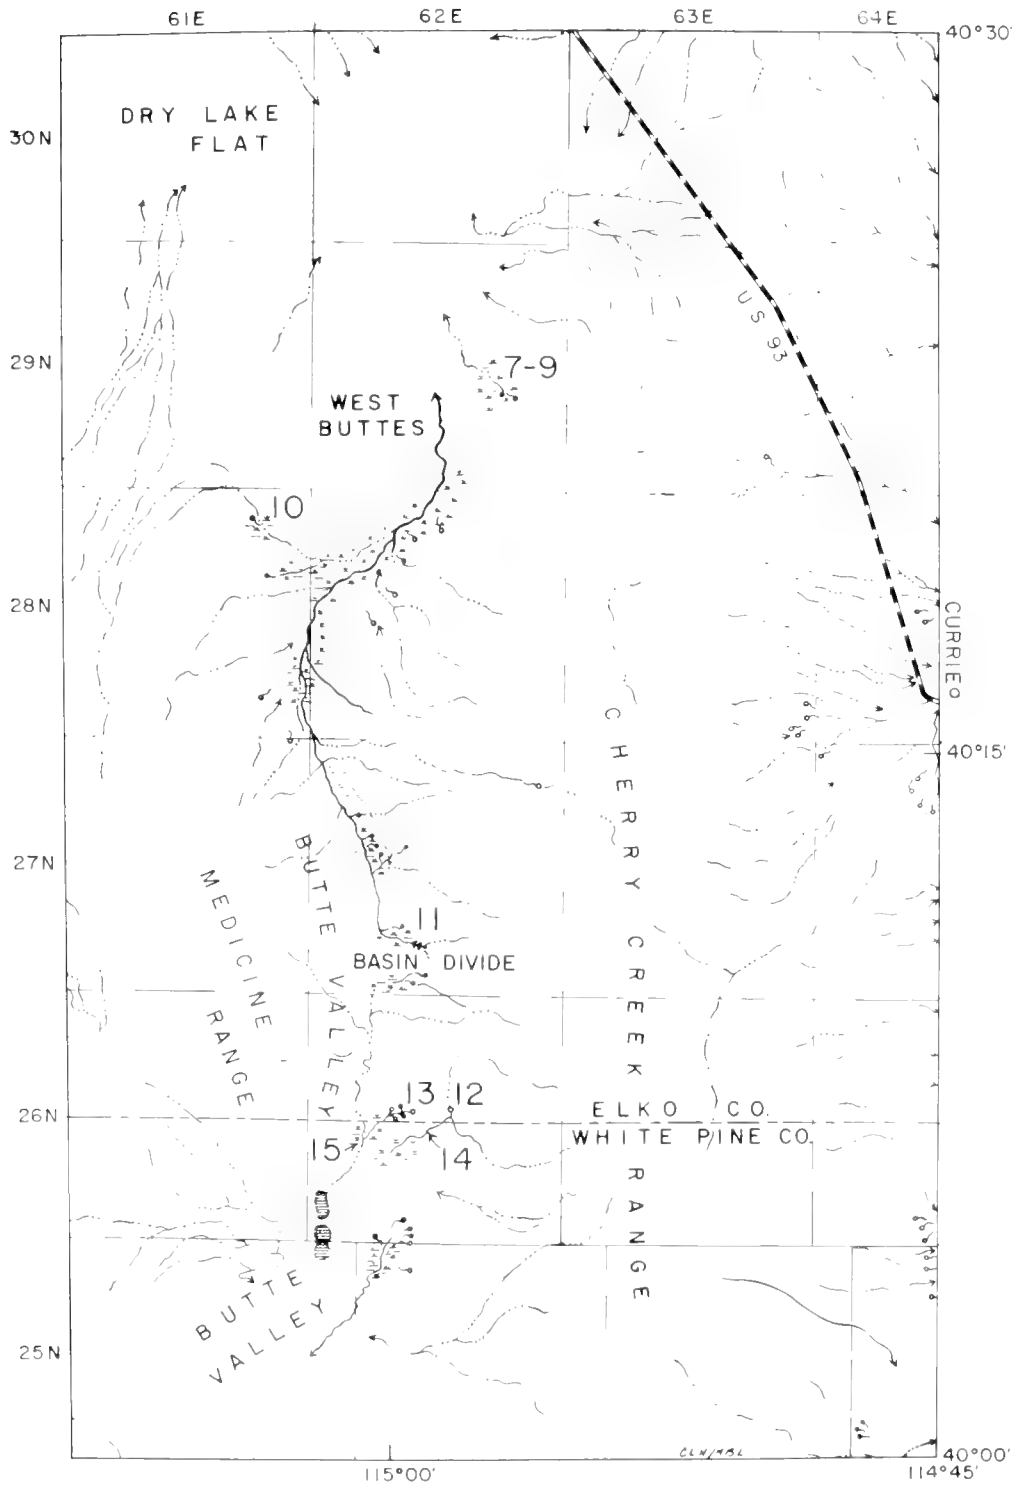 61E 62E 63E 64E
40°30'
DRY LAKE
FLAT
30N
US 93
29N
7-9
WEST
BUTTES
10
28N
CURRIE
CHERRY CREEK RANGE
40°15'
27N
BUTTE VALLEY
MEDICINE
RANGE
11
BASIN DIVIDE
13 12
26N
ELKO CO.
WHITE PINE CO.
15
14
BUTTE
VALLEY
25N
40°00'
115°00'
114°45'